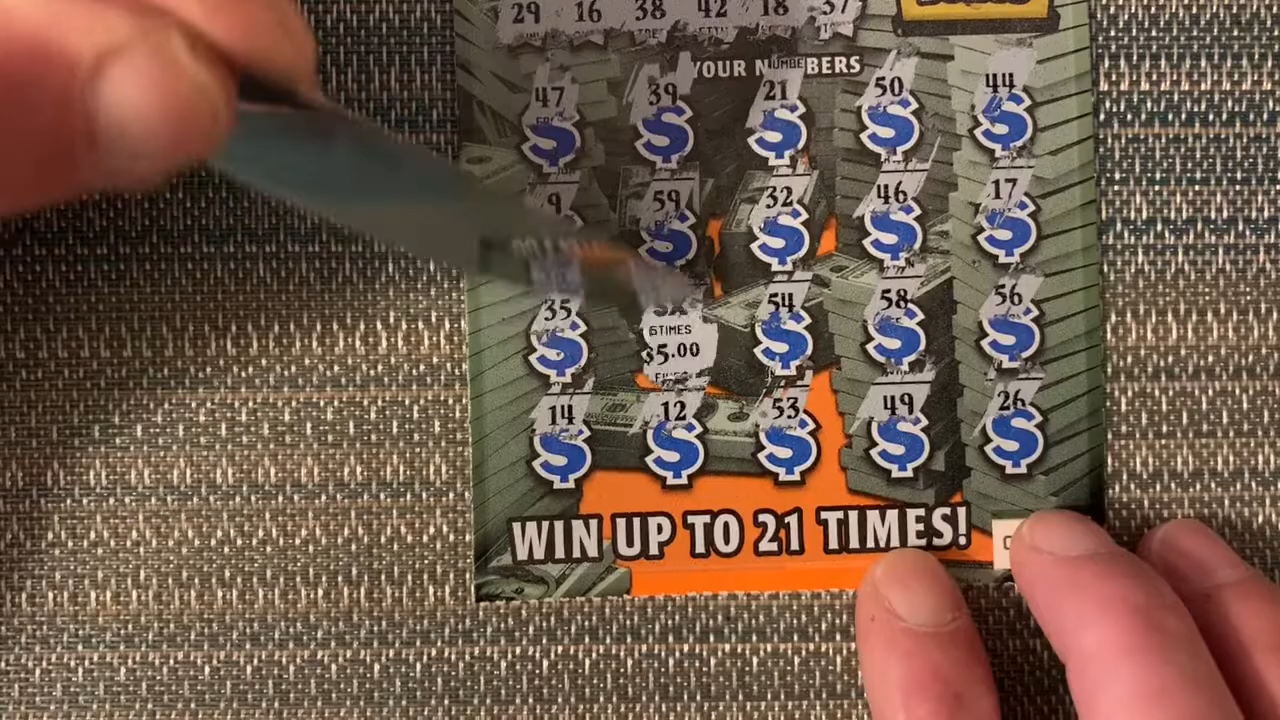 29 16 38 42 18 37
YOUR NUMBERS
47 39 21 50 44
$ $ $ $ $
9 59 32 46 17
$ $ $ $
35 54 58 56
6TIMES
$5.00
$ $ $ $
14 12 53 49 26
$ $ $ $ $
WIN UP TO 21 TIMES!